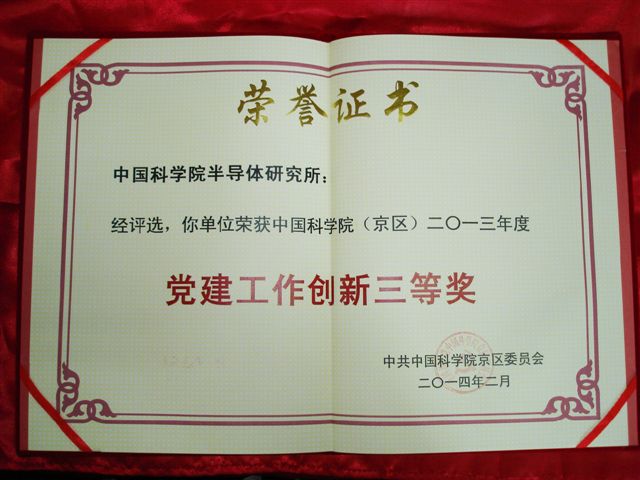 荣誉证书
中国科学院半导体研究所：
经评选，你单位荣获中国科学院（京区）二〇一三年度
党建工作创新三等奖
中共中国科学院京区委员会
二〇一四年二月